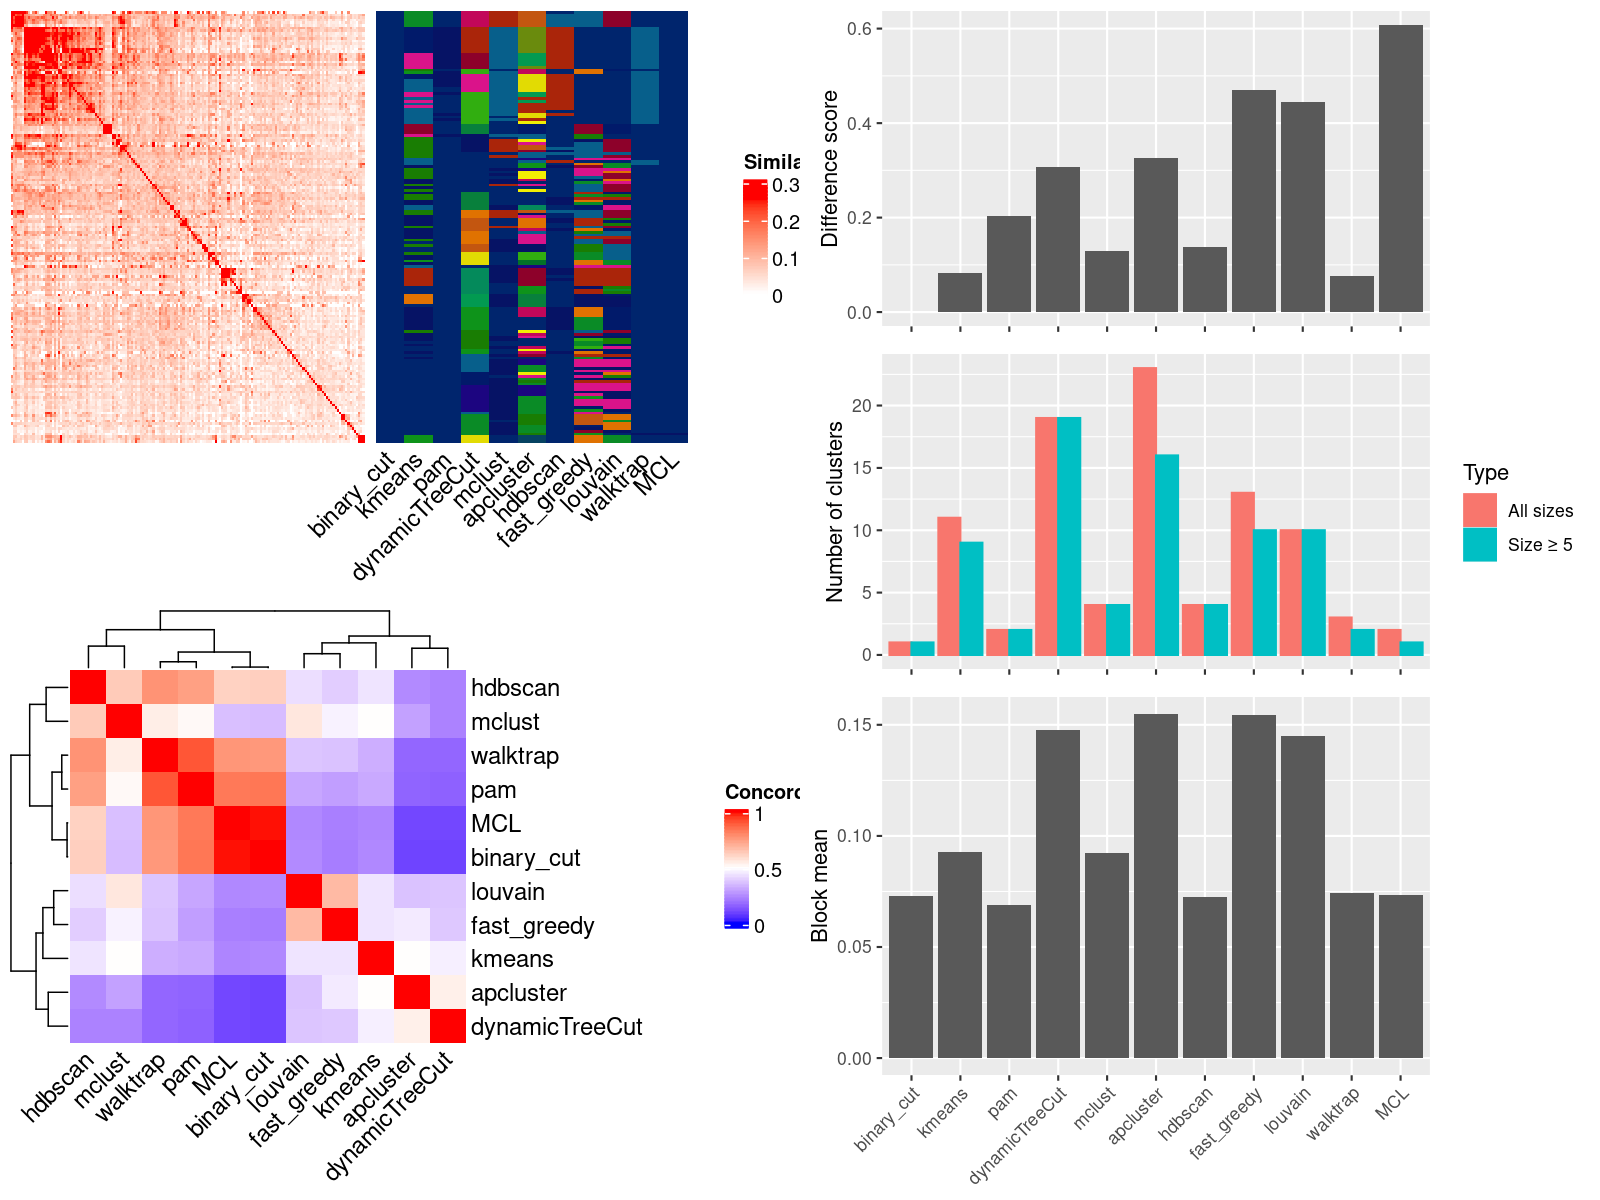 Simila
0.3
0.2
0.1
0
binary_cut
kmeans
pam
dynamicTreeCut
mclust
apcluster
hdbscan
fast_greedy
louvain
walktrap
MCL
hdbscan
mclust
walktrap
pam
MCL
binary_cut
louvain
fast_greedy
kmeans
apcluster
dynamicTreeCut
Concord
1
0.5
0
hdbscan
mclust
walktrap
pam
MCL
binary_cut
louvain
fast_greedy
kmeans
apcluster
dynamicTreeCut
Difference score
0.6
0.4
0.2
0.0
Number of clusters
20
15
10
5
0
Type
All sizes
Size ≥ 5
Block mean
0.15
0.10
0.05
0.00
binary_cut
kmeans
pam
dynamicTreeCut
mclust
apcluster
hdbscan
fast_greedy
louvain
walktrap
MCL